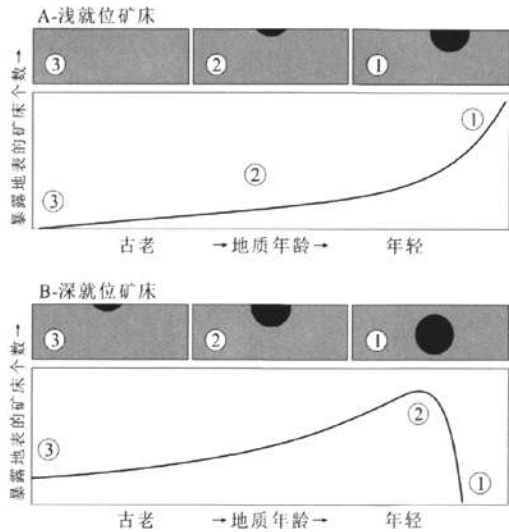 A-浅就位矿床
③ ② ①
暴露地表的矿床个数→
①
②
③
古老 →地质年龄→ 年轻
B-深就位矿床
③ ② ①
暴露地表的矿床个数→
②
③
①
古老 →地质年龄→ 年轻